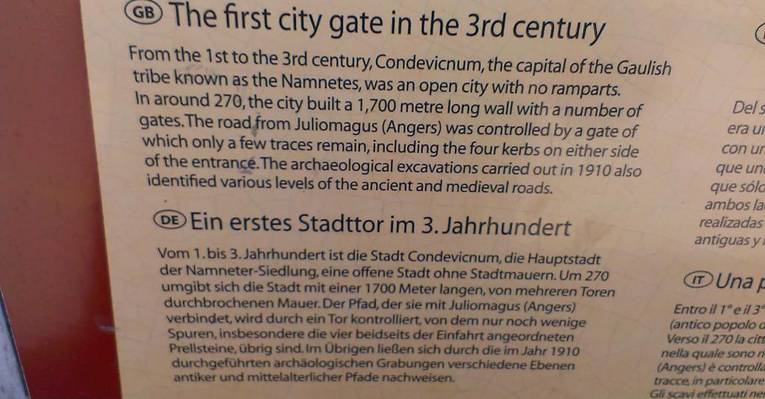 GB The first city gate in the 3rd century
From the 1st to the 3rd century, Condevicnum, the capital of the Gaulish
tribe known as the Namnetes, was an open city with no ramparts.
In around 270, the city built a 1,700 metre long wall with a number of
gates. The road from Juliomagus (Angers) was controlled by a gate of
which only a few traces remain, including the four kerbs on either side
of the entrance. The archaeological excavations carried out in 1910 also
identified various levels of the ancient and medieval roads.
DE Ein erstes Stadttor im 3. Jahrhundert
Vom 1. bis 3. Jahrhundert ist die Stadt Condevicnum, die Hauptstadt
der Namneter-Siedlung, eine offene Stadt ohne Stadtmauern. Um 270
umgibt sich die Stadt mit einer 1700 Meter langen, von mehreren Toren
durchbrochenen Mauer. Der Pfad, der sie mit Juliomagus (Angers)
verbindet, wird durch ein Tor kontrolliert, von dem nur noch wenige
Spuren, insbesondere die vier beidseits der Einfahrt angeordneten
Prellsteine, übrig sind. Im Übrigen ließen sich durch die im Jahr 1910
durchgeführten archäologischen Grabungen verschiedene Ebenen
antiker und mittelalterlicher Pfade nachweisen.
Del s
era u
con un
que un
que sólo
ambos la
realizadas
antiguas y
IT Una p
Entro il 1° e il 3°
(antico popolo d
Verso il 270 la citt
nella quale sono
(Angers) è controlla
tracce, in particolare
Gli scavi effettuati ne